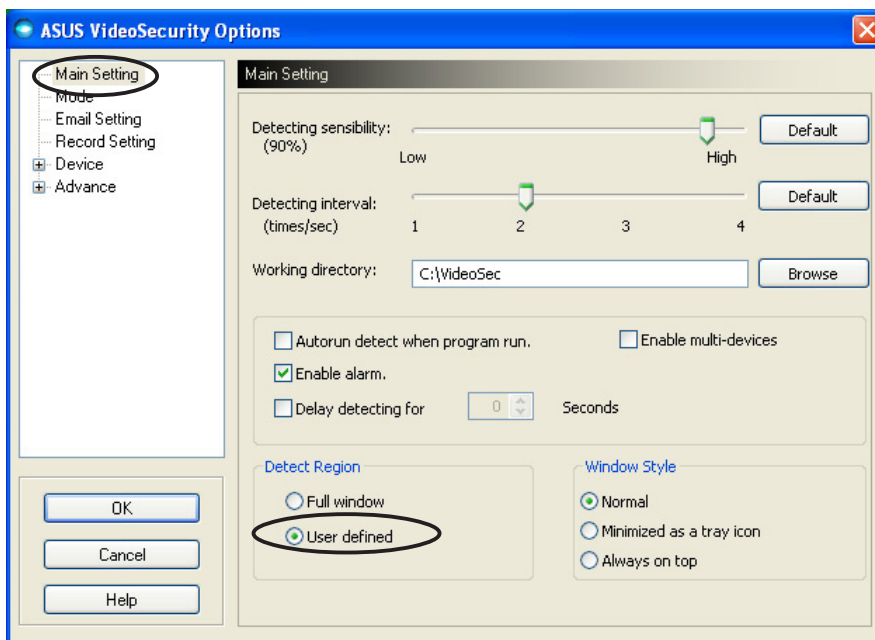 ASUS VideoSecurity Options
Main Setting
Mode
Email Setting
Record Setting
Device
Advance
OK
Cancel
Help
Main Setting
Detecting sensibility:
(90%)
Low
High
Default
Detecting interval:
(times/sec)
1 2 3 4
Default
Working directory:
C:\VideoSec
Browse
Autorun detect when program run.
Enable multi-devices
Enable alarm.
Delay detecting for 0 Seconds
Detect Region
Full window
User defined
Window Style
Normal
Minimized as a tray icon
Always on top